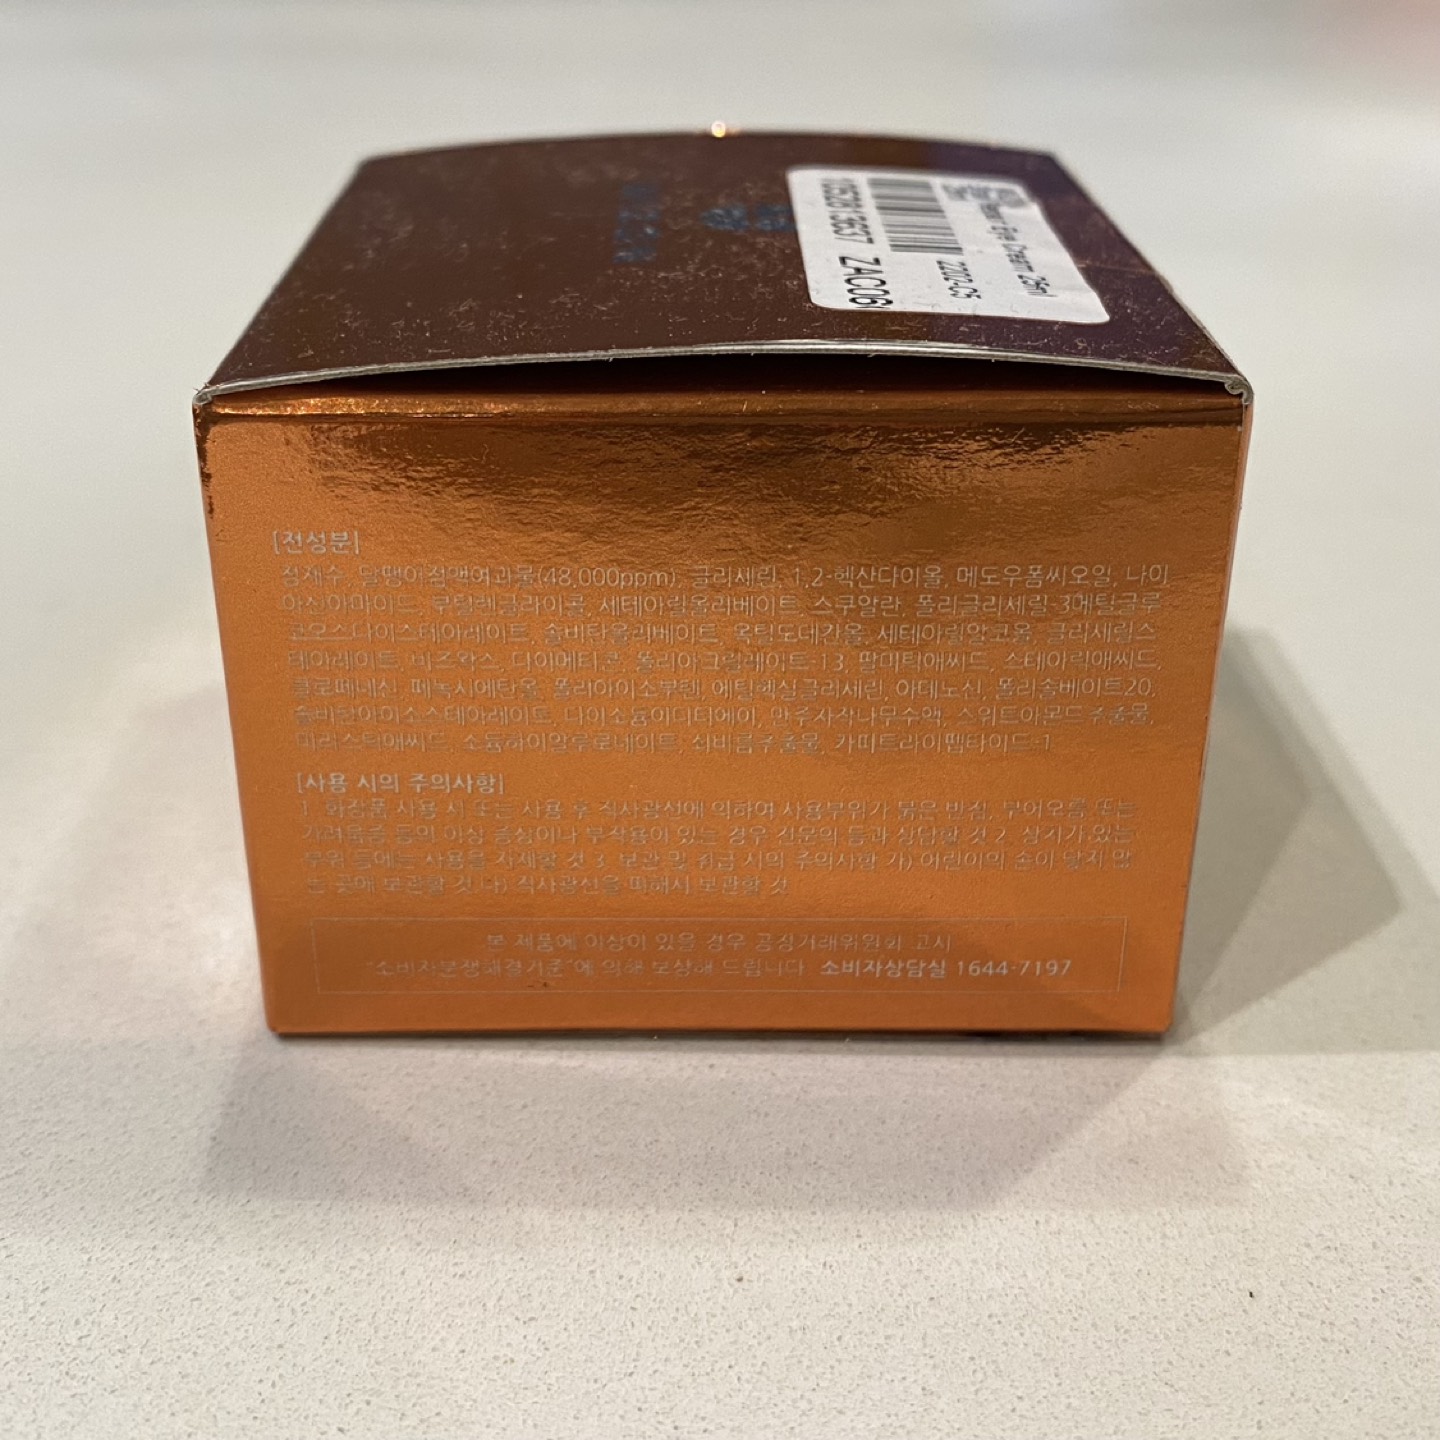 Eye Cream 25ml
2202-C5
ZAC06
[전성분]
정제수, 달팽이점액여과물(48,000ppm), 글리세린, 1,2-헥산다이올, 메도우폼씨오일, 나이
아신아마이드, 부틸렌글라이콜, 세테아릴올리베이트, 스쿠알란, 폴리글리세릴-3메틸글루
코오스다이스테아레이트, 솔비탄올리베이트, 옥틸도데칸올, 세테아릴알코올, 글리세릴스
테아레이트, 비즈왁스, 다이메티콘, 폴리아크릴레이트-13, 팔미틱애씨드, 스테아릭애씨드,
클로페네신, 페녹시에탄올, 폴리아이소부텐, 에틸헥실글리세린, 아데노신, 폴리솔베이트20,
솔비탄아이소스테아레이트, 다이소듐이디티에이, 만주자작나무수액, 스위트아몬드추출물,
미리스틱애씨드, 소듐하이알루로네이트, 쇠비름추출물, 카퍼트라이펩타이드-1
[사용 시의 주의사항]
1. 화장품 사용 시 또는 사용 후 직사광선에 의하여 사용부위가 붉은 반점, 부어오름 또는
가려움증 등의 이상 증상이나 부작용이 있는 경우 전문의 등과 상담할 것 2. 상처가 있는
부위 등에는 사용을 자제할 것 3. 보관 및 취급 시의 주의사항 가) 어린이의 손이 닿지 않
는 곳에 보관할 것 나) 직사광선을 피해서 보관할 것
본 제품에 이상이 있을 경우 공정거래위원회 고시
"소비자분쟁해결기준"에 의해 보상해 드립니다 소비자상담실 1644-7197